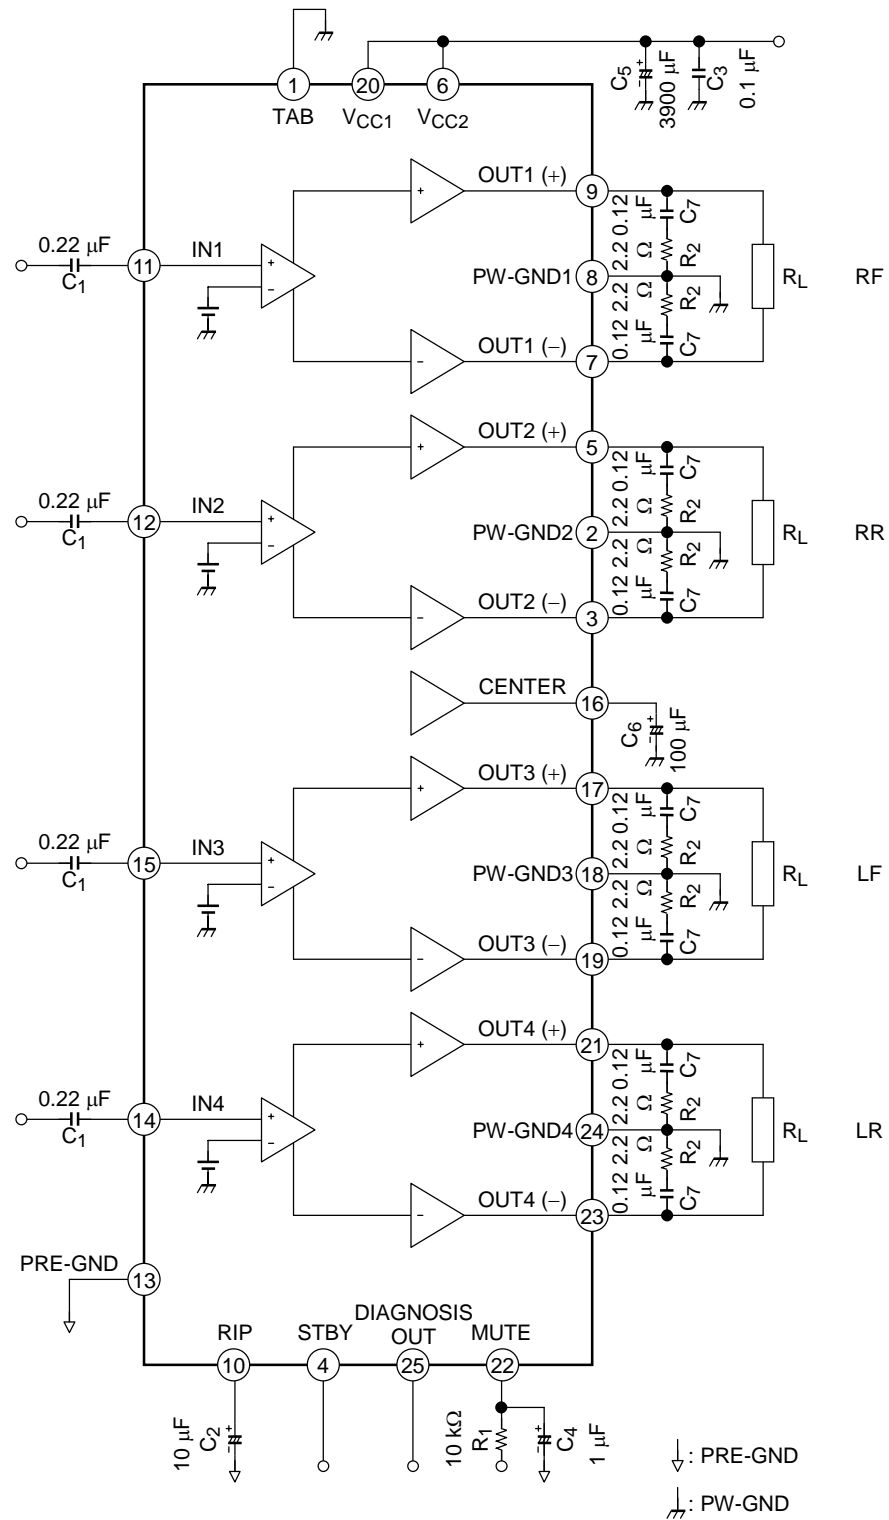 C5
3900 µF
C3
0.1 µF
1
20
6
TAB
VCC1
VCC2
OUT1 (+)
9
0.22 µF
C1
11
IN1
+
−
+
PW-GND1
8
0.12 µF
C7
2.2 Ω
R2
2.2 Ω
R2
0.12 µF
C7
RL
RF
−
OUT1 (−)
7
OUT2 (+)
5
0.22 µF
C1
12
IN2
+
−
+
PW-GND2
2
0.12 µF
C7
2.2 Ω
R2
2.2 Ω
R2
0.12 µF
C7
RL
RR
−
OUT2 (−)
3
CENTER
16
C6
100 µF
OUT3 (+)
17
0.22 µF
C1
15
IN3
+
−
+
PW-GND3
18
0.12 µF
C7
2.2 Ω
R2
2.2 Ω
R2
0.12 µF
C7
RL
LF
−
OUT3 (−)
19
OUT4 (+)
21
0.22 µF
C1
14
IN4
+
−
+
PW-GND4
24
0.12 µF
C7
2.2 Ω
R2
2.2 Ω
R2
0.12 µF
C7
RL
LR
−
OUT4 (−)
23
PRE-GND
13
RIP
STBY
DIAGNOSIS
OUT
MUTE
10
4
25
22
10 µF
C2
10 kΩ
R1
C4
1 µF
: PRE-GND
: PW-GND